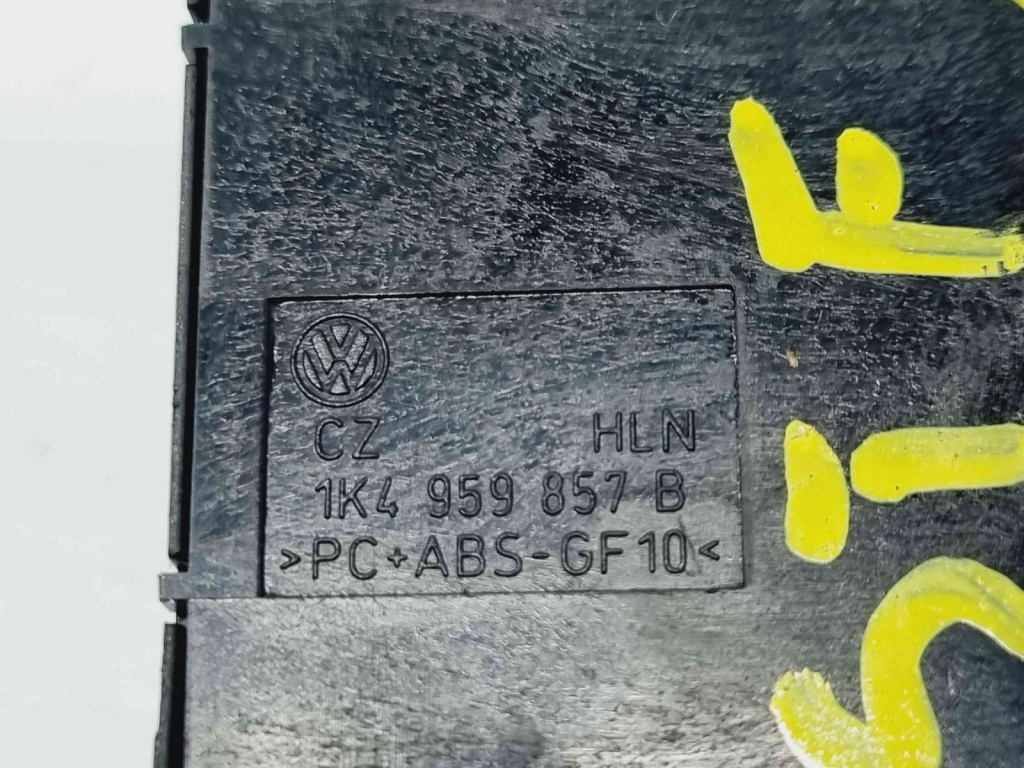 CZ HLN
1K4 959 857 B
>PC+ABS-GF10<